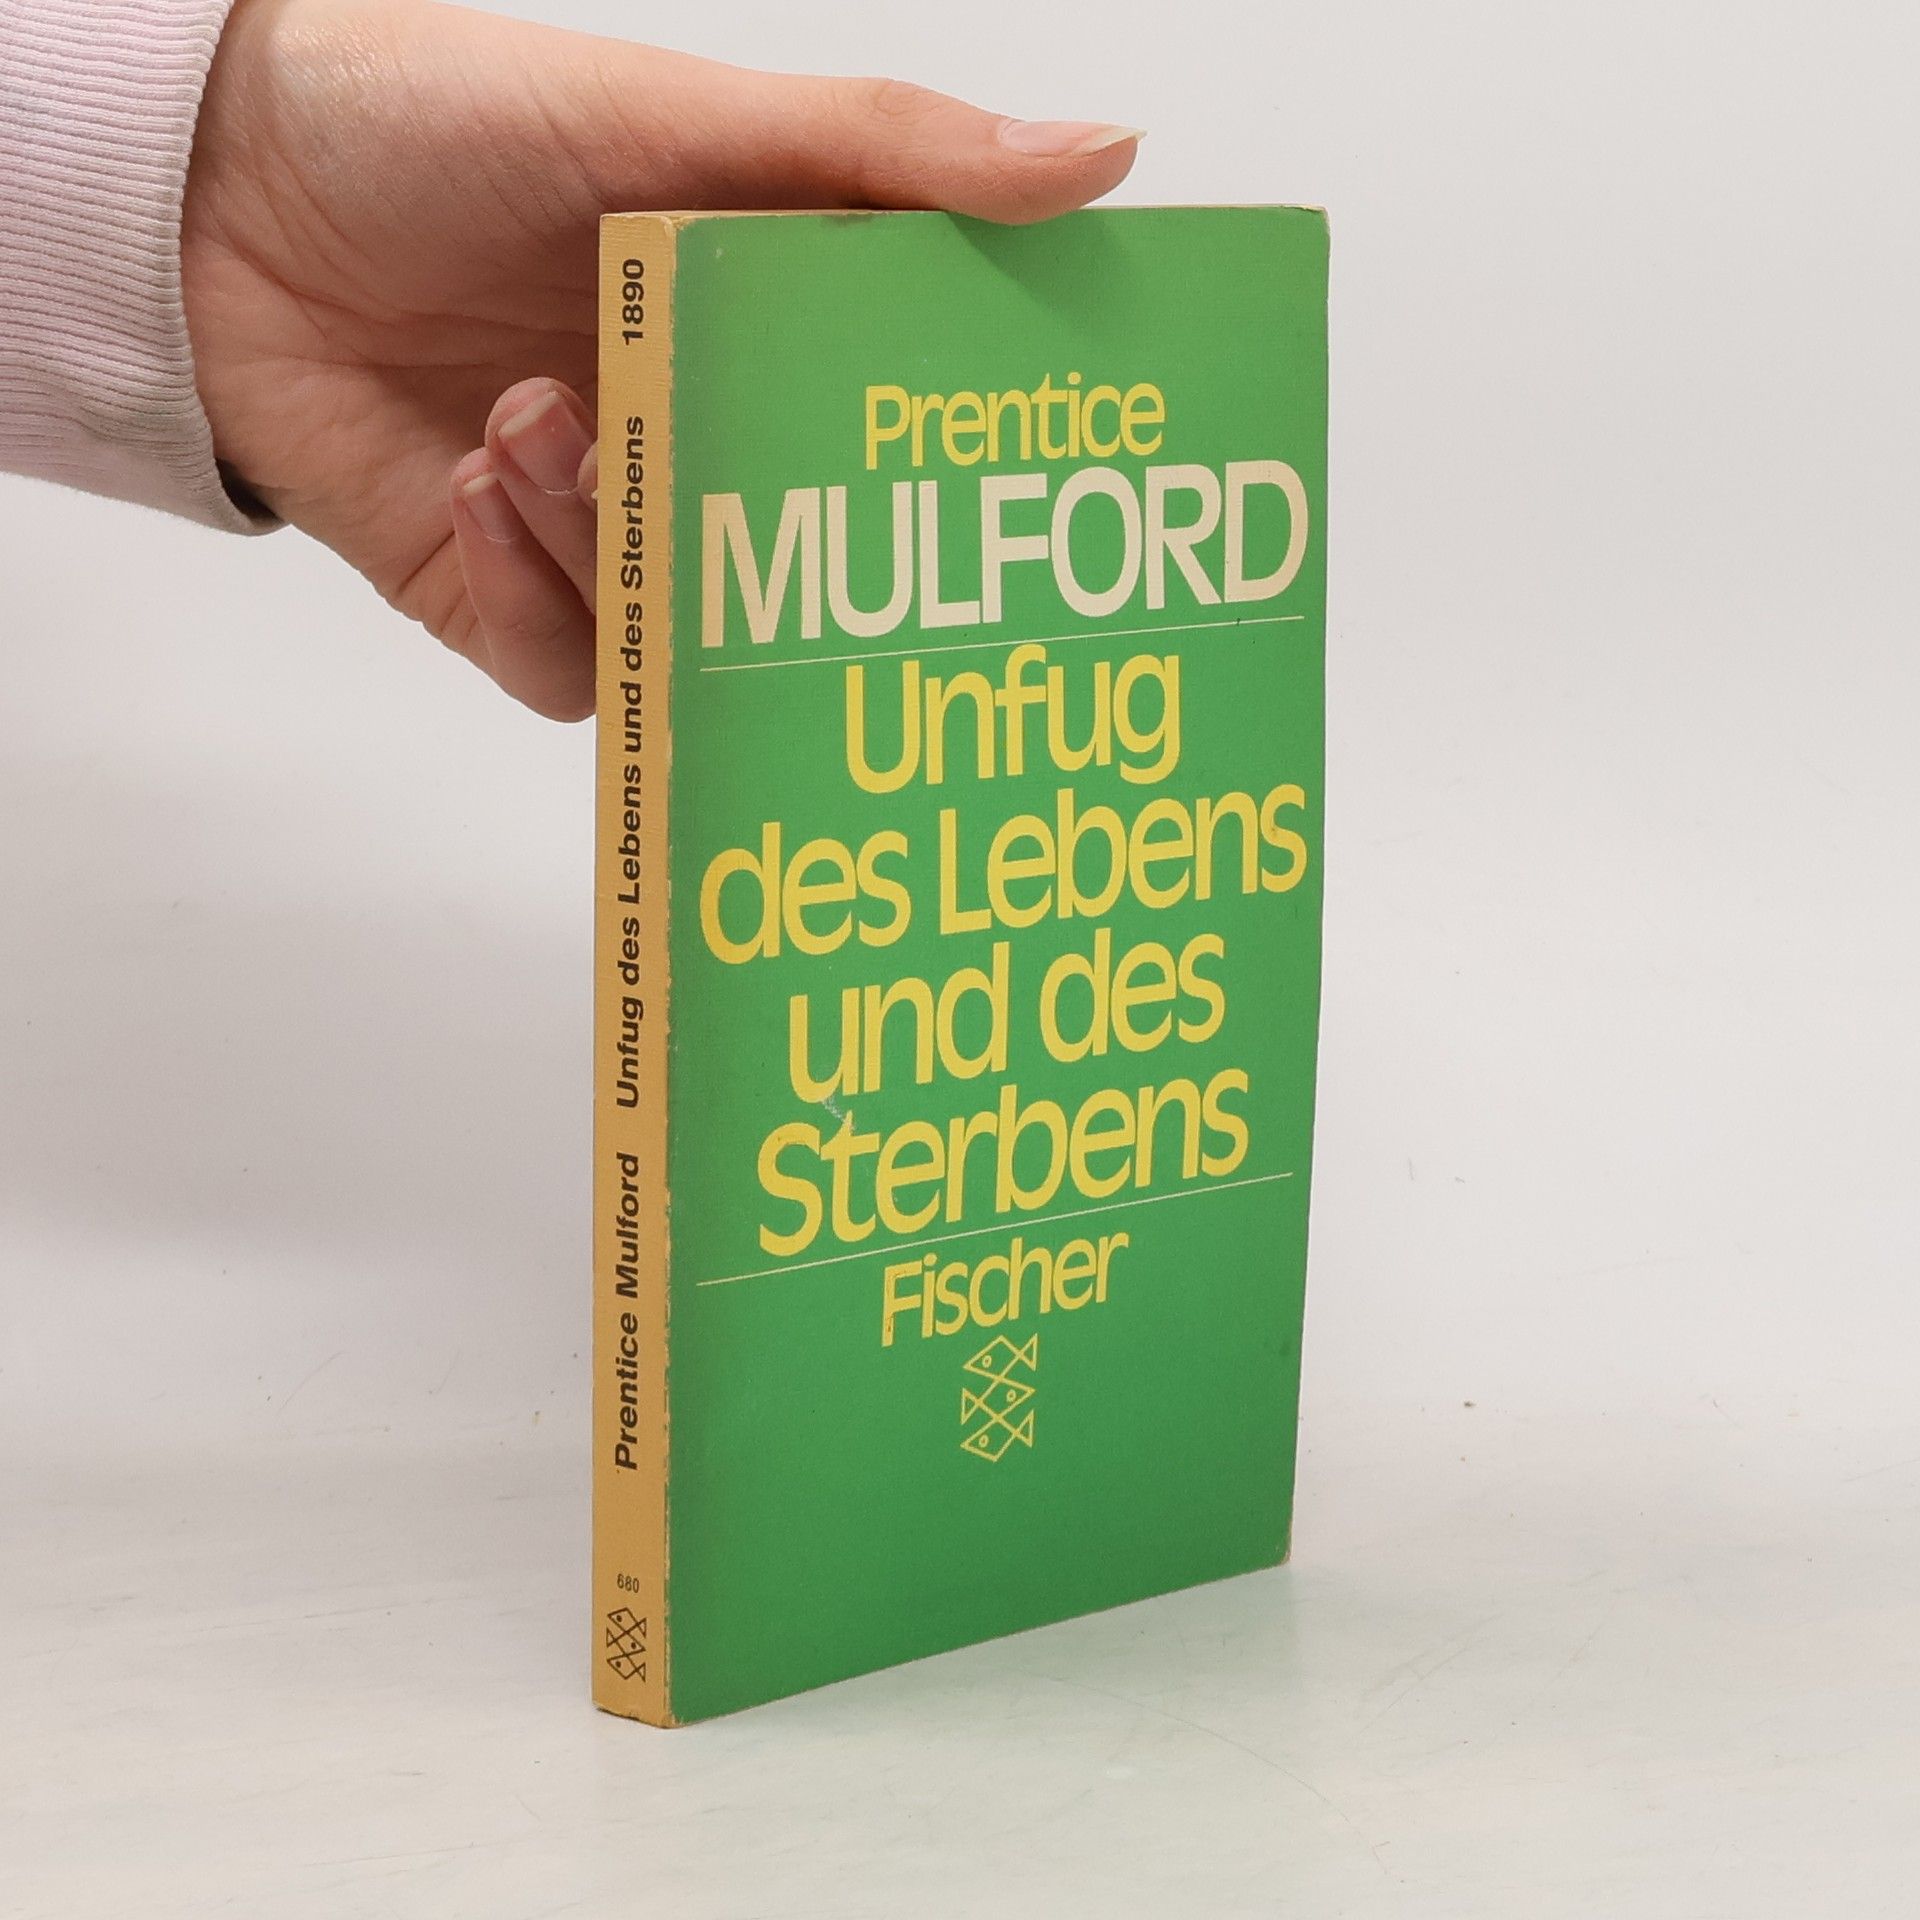 Prentice
MULFORD
Unfug
des Lebens
und des
Sterbens
Fischer
Prentice Mulford Unfug des Lebens und des Sterbens 1890
680